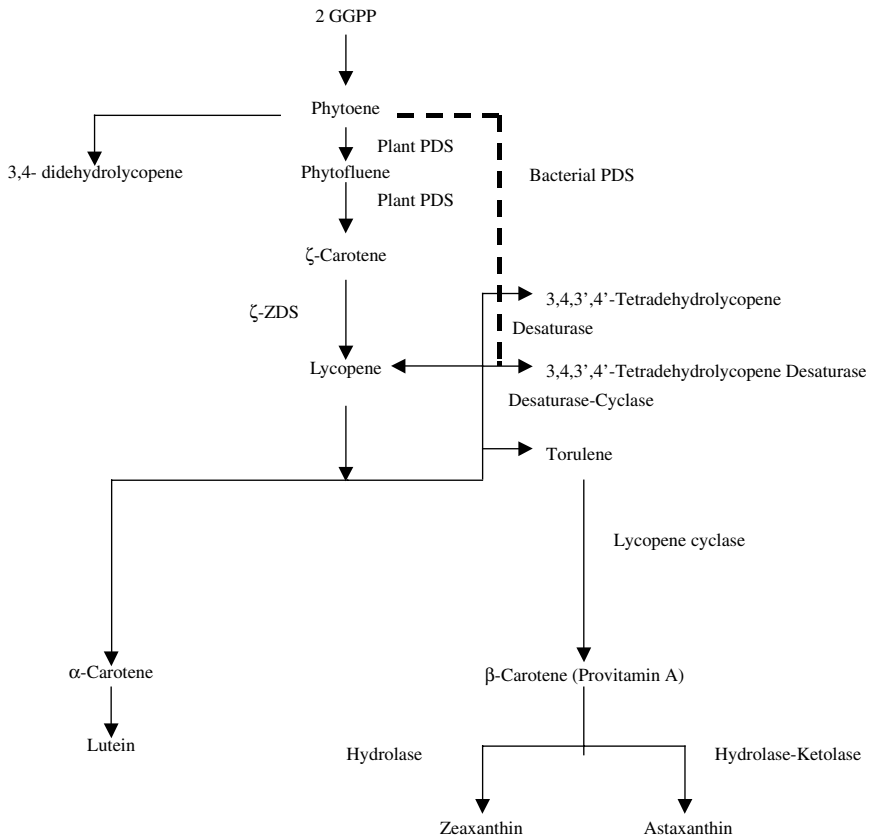 2 GGPP
Phytoene
Plant PDS
3,4- didehydrolycopene
Phytofluene
Bacterial PDS
Plant PDS
ζ-Carotene
3,4,3’,4’-Tetradehydrolycopene
ζ-ZDS
Desaturase
Lycopene
3,4,3’,4’-Tetradehydrolycopene Desaturase
Desaturase-Cyclase
Torulene
Lycopene cyclase
α-Carotene
β-Carotene (Provitamin A)
Lutein
Hydrolase
Hydrolase-Ketolase
Zeaxanthin
Astaxanthin